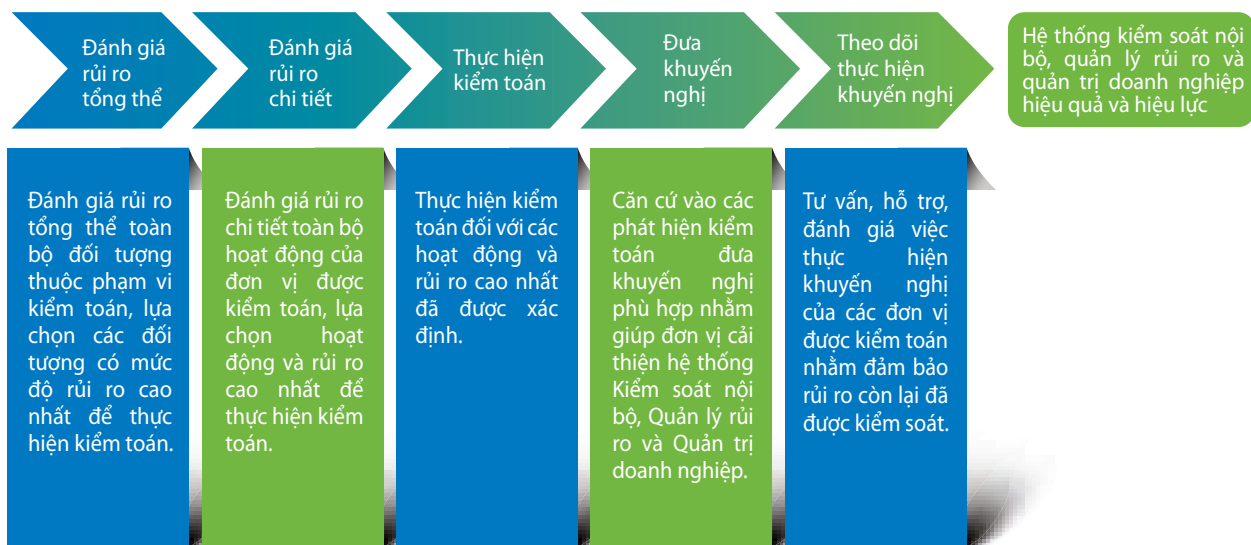 Đánh giá
rủi ro
tổng thể
Đánh giá
rủi ro
chi tiết
Thực hiện
kiểm toán
Đưa
khuyến
nghị
Theo dõi
thực hiện
khuyến nghị
Hệ thống kiểm soát nội
bộ, quản lý rủi ro và
quản trị doanh nghiệp
hiệu quả và hiệu lực
Đánh giá rủi ro
tổng thể toàn
bộ đối tượng
thuộc phạm vi
kiểm toán, lựa
chọn các đối
tượng có mức
độ rủi ro cao
nhất để thực
hiện kiểm toán.
Đánh giá rủi ro
chi tiết toàn bộ
hoạt động của
đơn vị được
kiểm toán, lựa
chọn hoạt
động và rủi ro
cao nhất để
thực hiện kiểm
toán.
Thực hiện kiểm
toán đối với các
hoạt động và
rủi ro cao nhất
đã được xác
định.
Căn cứ vào các
phát hiện kiểm
toán đưa
khuyến nghị
phù hợp nhằm
giúp đơn vị cải
thiện hệ thống
Kiểm soát nội
bộ, Quản lý rủi
ro và Quản trị
doanh nghiệp.
Tư vấn, hỗ trợ,
đánh giá việc
thực hiện
khuyến nghị
của các đơn vị
được kiểm toán
nhằm đảm bảo
rủi ro còn lại đã
được kiểm soát.